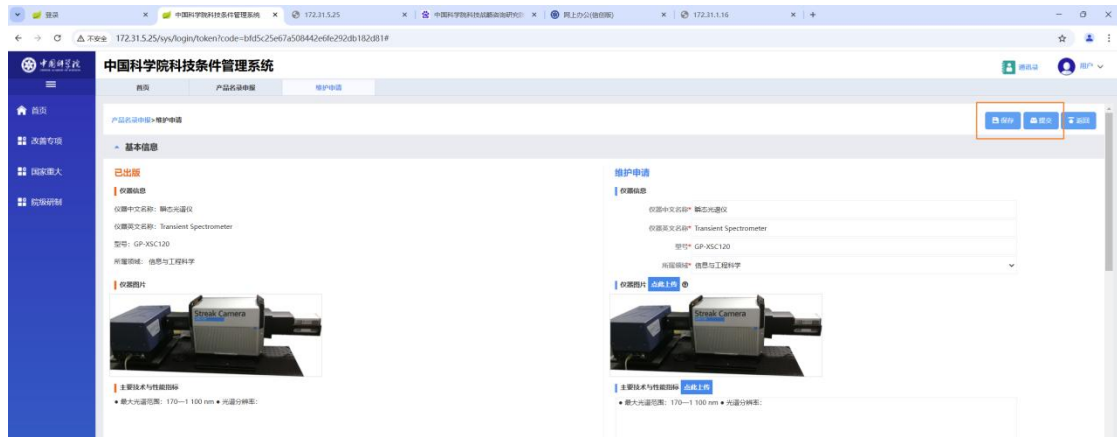 登录
中国科学院科技条件管理系统
172.31.5.25
中国科学院科技战略咨询研究院
网上办公(信创版)
172.31.1.16
不安全 172.31.5.25/sys/login/token?code=bfd5c25e67a508442e6fe292db182d81#
中国科学院
中国科学院科技条件管理系统
通讯录
用户
首页
产品名录申报
维护申请
首页
改善专项
国家重大
院级研制
产品名录申报>维护申请
保存
提交
返回
基本信息
已出版
仪器信息
仪器中文名称：瞬态光谱仪
仪器英文名称：Transient Spectrometer
型号：GP-XSC120
所属领域：信息与工程科学
仪器图片
Streak Camera
主要技术与性能指标
● 最大光谱范围：170—1 100 nm ● 光谱分辨率：
维护申请
仪器信息
仪器中文名称* 瞬态光谱仪
仪器英文名称* Transient Spectrometer
型号* GP-XSC120
所属领域* 信息与工程科学
仪器图片 点此上传
Streak Camera
主要技术与性能指标 点此上传
● 最大光谱范围：170—1 100 nm ● 光谱分辨率：